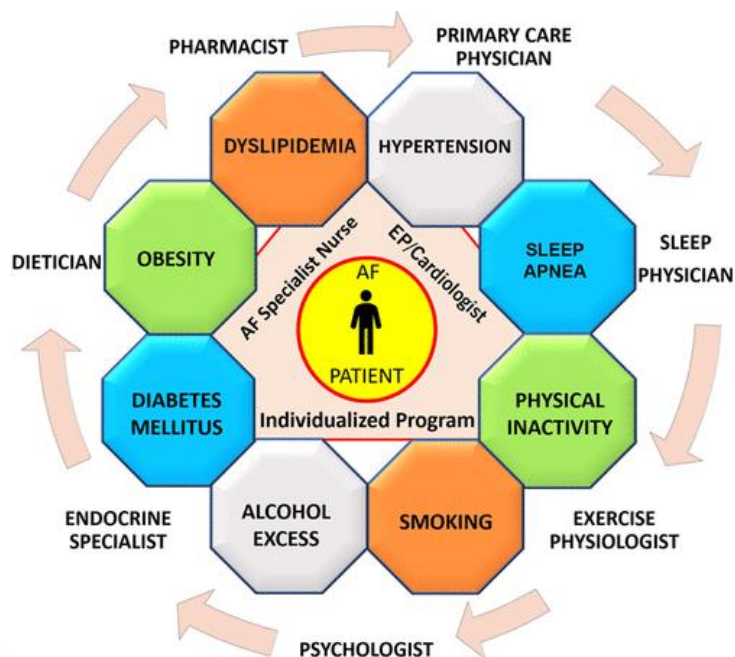 PHARMACIST
PRIMARY CARE
PHYSICIAN
DYSLIPIDEMIA
HYPERTENSION
DIETICIAN
OBESITY
AF Specialist Nurse
EP/Cardiologist
SLEEP
APNEA
SLEEP
PHYSICIAN
AF
PATIENT
DIABETES
MELLITUS
Individualized Program
PHYSICAL
INACTIVITY
ENDOCRINE
SPECIALIST
ALCOHOL
EXCESS
SMOKING
EXERCISE
PHYSIOLOGIST
PSYCHOLOGIST